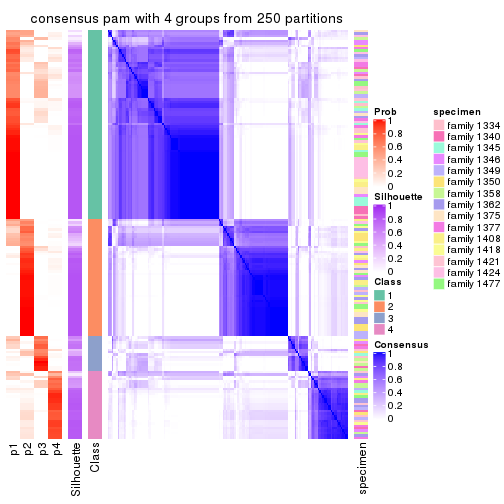 consensus pam with 4 groups from 250 partitions
p1
p2
p3
p4
Silhouette
Class
specimen
Prob
1
0.8
0.6
0.4
0.2
0
Silhouette
1
0.8
0.6
0.4
0.2
0
Class
1
2
3
4
Consensus
1
0.8
0.6
0.4
0.2
0
specimen
family 1334
family 1340
family 1345
family 1346
family 1349
family 1350
family 1358
family 1362
family 1375
family 1377
family 1408
family 1418
family 1421
family 1424
family 1477